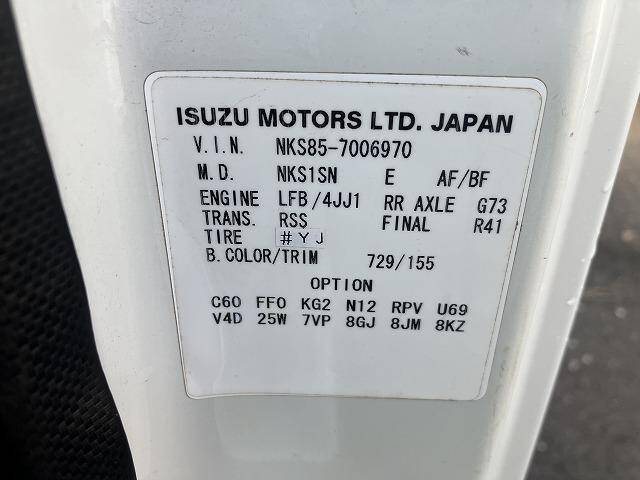 ISUZU MOTORS LTD. JAPAN
V.I.N. NKS85-7006970
M.D. NKS1SN E AF/BF
ENGINE LFB/4JJ1 RR AXLE G73
TRANS. RSS FINAL R41
TIRE #YJ
B.COLOR/TRIM 729/155
OPTION
C60 FFO KG2 N12 RPV U69
V4D 25W 7VP 8GJ 8JM 8KZ